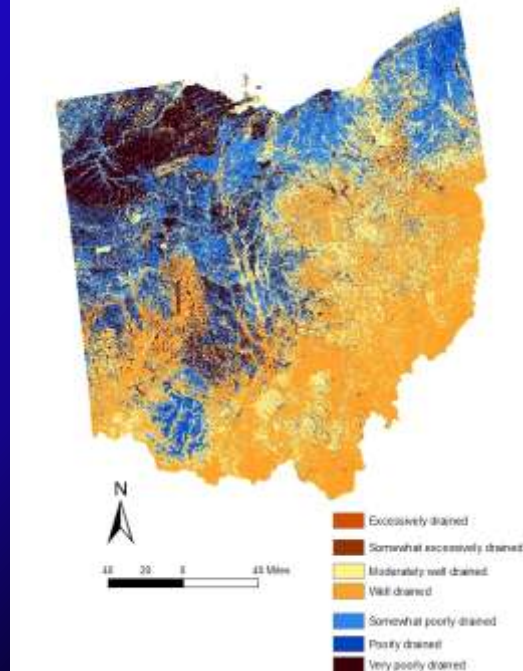 N
40 20 0 40 Miles
Excessively drained
Somewhat excessively drained
Moderately well drained
Well drained
Somewhat poorly drained
Poorly drained
Very poorly drained